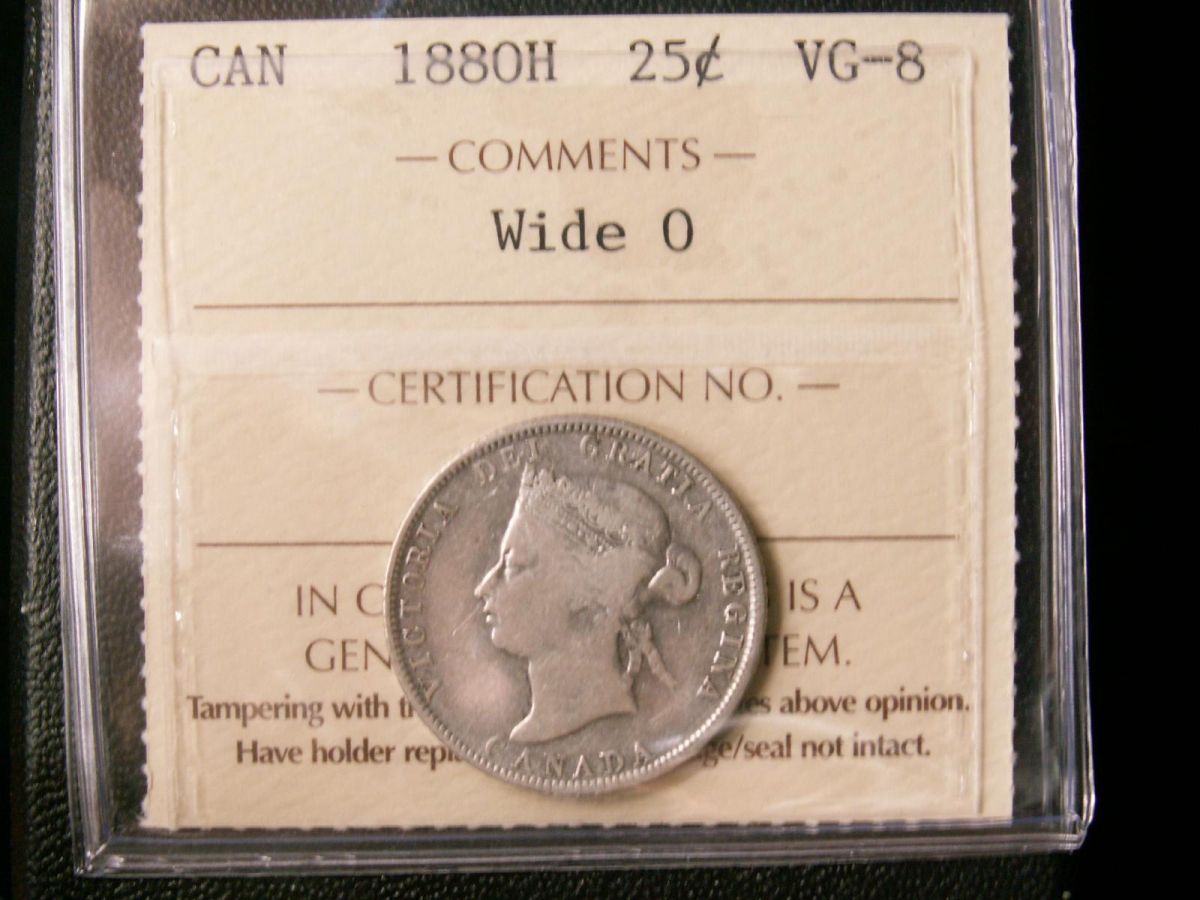 CAN 1880H 25¢ VG-8
— COMMENTS —
Wide 0
— CERTIFICATION NO. —
VICTORIA DEI GRATIA REGINA
CANADA
IN C IS A
GEN TEM.
Tampering with t es above opinion.
Have holder repl ge/seal not intact.